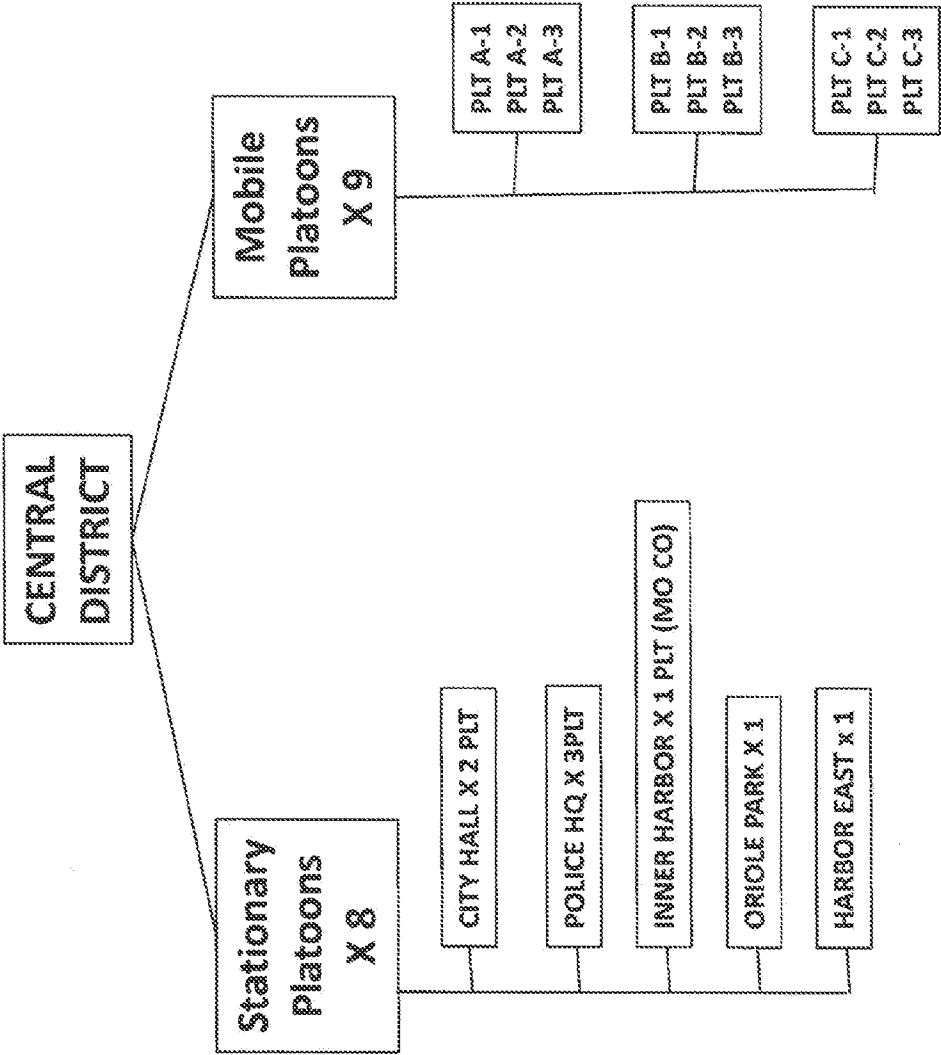 CENTRAL
DISTRICT
Stationary
Platoons
X 8
CITY HALL X 2 PLT
POLICE HQ X 3PLT
INNER HARBOR X 1 PLT (MO CO)
ORIOLE PARK X 1
HARBOR EAST x 1
Mobile
Platoons
X 9
PLT A-1
PLT A-2
PLT A-3
PLT B-1
PLT B-2
PLT B-3
PLT C-1
PLT C-2
PLT C-3